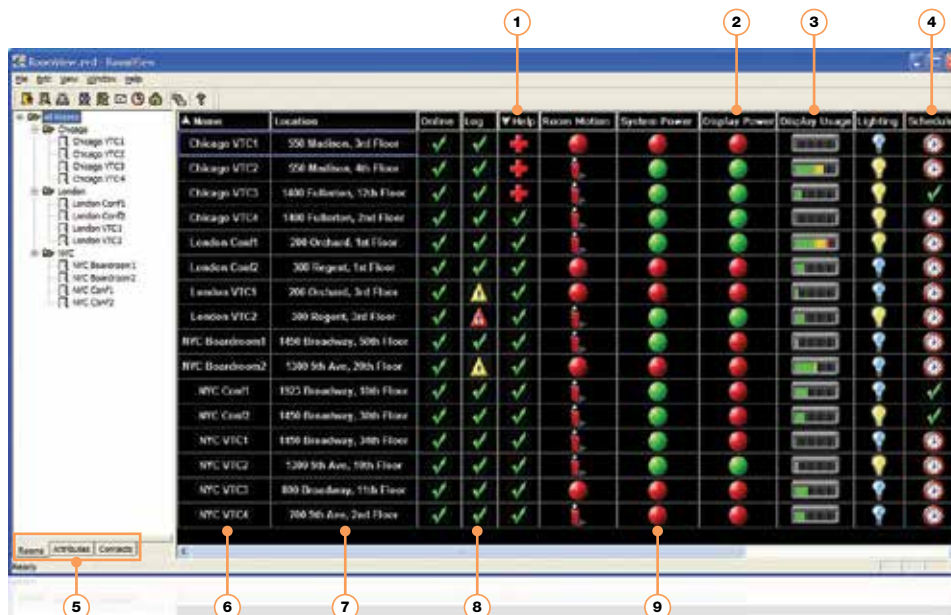 1
2
3
4
RoomView.rvd - RoomView
File Edit View Window Help
All Rooms
Chicago
Chicago VTC1
Chicago VTC2
Chicago VTC3
Chicago VTC4
London
London Conf1
London Conf2
London VTC1
London VTC2
NYC
NYC Boardroom1
NYC Boardroom2
NYC Conf1
NYC Conf2
Rooms Attributes Contacts
Ready
Name Location Online Log Help Room Motion System Power Display Power Display Usage Lighting Schedule
Chicago VTC1 550 Madison, 3rd Floor
Chicago VTC2 550 Madison, 4th Floor
Chicago VTC3 1400 Fullerton, 12th Floor
Chicago VTC4 1400 Fullerton, 2nd Floor
London Conf1 200 Orchard, 1st Floor
London Conf2 300 Regent, 1st Floor
London VTC1 200 Orchard, 3rd Floor
London VTC2 300 Regent, 3rd Floor
NYC Boardroom1 1450 Broadway, 50th Floor
NYC Boardroom2 1300 5th Ave, 20th Floor
NYC Conf1 1925 Broadway, 10th Floor
NYC Conf2 1450 Broadway, 30th Floor
NYC VTC1 1450 Broadway, 34th Floor
NYC VTC2 1300 5th Ave, 10th Floor
NYC VTC3 800 Broadway, 11th Floor
NYC VTC4 700 5th Ave, 2nd Floor
5
6
7
8
9